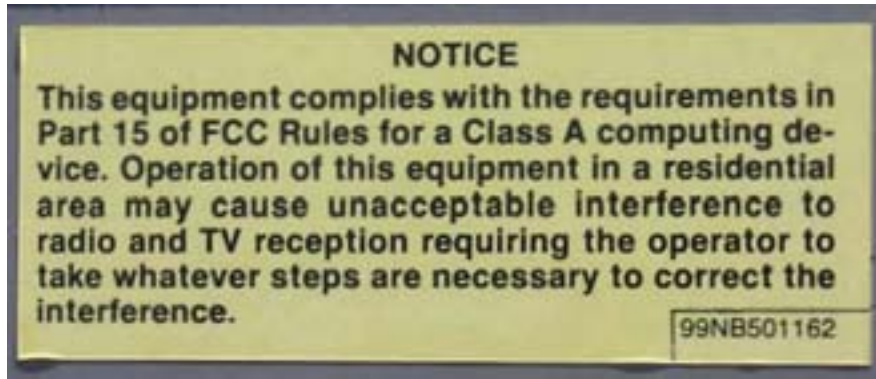 NOTICE
This equipment complies with the requirements in
Part 15 of FCC Rules for a Class A computing de-
vice. Operation of this equipment in a residential
area may cause unacceptable interference to
radio and TV reception requiring the operator to
take whatever steps are necessary to correct the
interference.
99NB501162